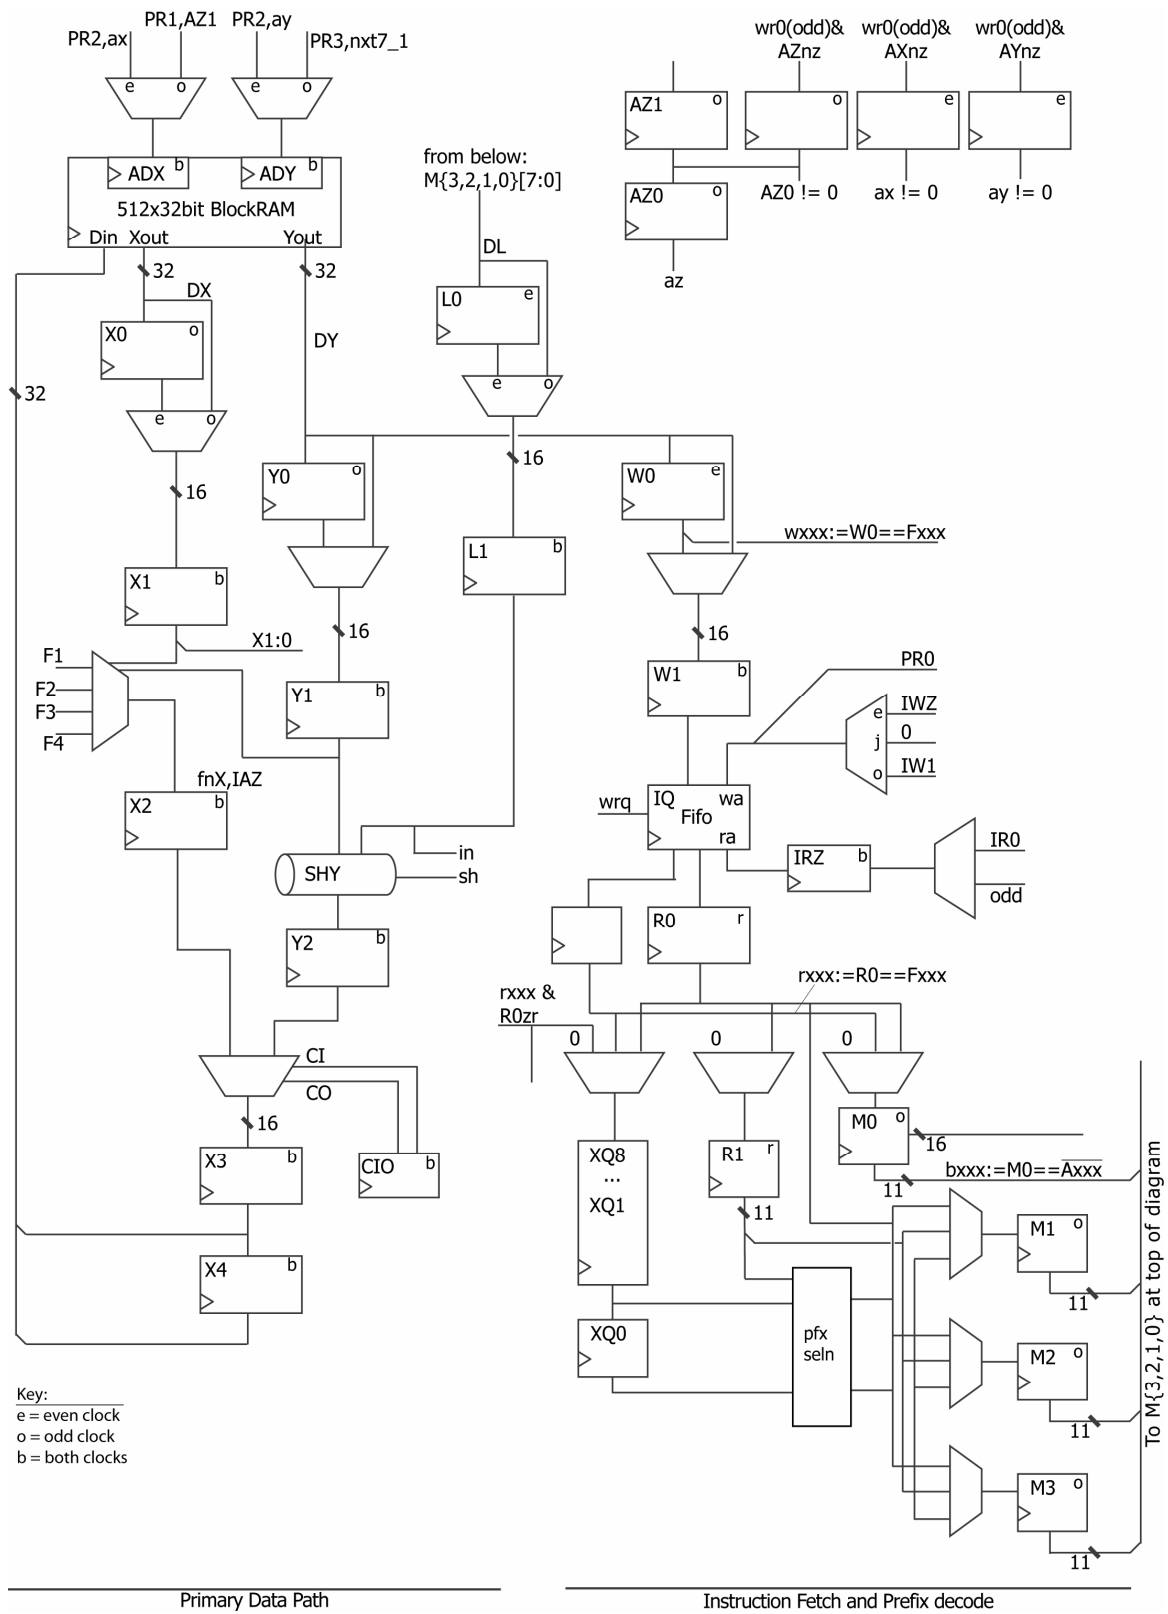 PR1,AZ1
PR2,ay
PR2,ax
PR3,nxt7_1
e
o
e
o
ADX
b
ADY
b
512x32bit BlockRAM
Din
Xout
Yout
32
32
DX
X0
o
DY
32
e
o
16
from below:
M{3,2,1,0}[7:0]
DL
L0
e
e
o
16
wr0(odd)&
AZnz
wr0(odd)&
AXnz
wr0(odd)&
AYnz
AZ1
o
o
e
e
AZ0
o
AZ0 != 0
ax != 0
ay != 0
az
Y0
o
W0
e
wxxx:=W0==Fxxx
L1
b
X1
b
X1:0
16
16
F1
F2
F3
F4
Y1
b
W1
b
PR0
e
IWZ
j
0
o
IW1
fnX,IAZ
X2
b
wrq
IQ
wa
Fifo
ra
in
sh
SHY
IRZ
b
IR0
odd
Y2
b
R0
r
rxxx:=R0==Fxxx
rxxx &
R0zr
0
0
0
CI
CO
16
X3
b
CIO
b
XQ8
...
XQ1
R1
r
M0
o
16
bxxx:=M0==Axxx
11
11
X4
b
M1
o
11
XQ0
pfx
seln
M2
o
11
M3
o
11
To M{3,2,1,0} at top of diagram
Key:
e = even clock
o = odd clock
b = both clocks
Primary Data Path
Instruction Fetch and Prefix decode